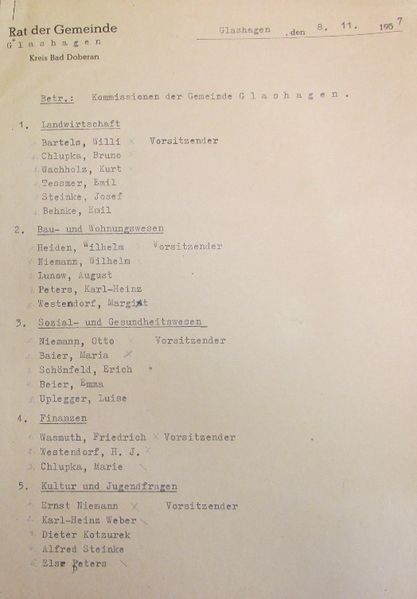 Rat der Gemeinde
Glashagen
Kreis Bad Doberan
Glashagen , den 8. 11. 1957
Betr.: Kommissionen der Gemeinde G l a s h a g e n .
1. Landwirtschaft
Bartels, Willi x Vorsitzender
Chlupka, Bruno x
Wachholz, Kurt x
Tessmer, Emil
Steinke, Josef
Behnke, Emil
2. Bau- und Wohnungswesen
Heiden, Wilhelm Vorsitzender
Niemann, Wilhelm
Lunow, August
Peters, Karl-Heinz
Westendorf, Margitt
3. Sozial- und Gesundheitswesen
Niemann, Otto Vorsitzender
Baier, Maria x
Schönfeld, Erich
Beier, Emma
Uplegger, Luise
4. Finanzen
Wasmuth, Friedrich x Vorsitzender
Westendorf, H. J. x
Chlupka, Marie
5. Kultur und Jugendfragen
Ernst Niemann x Vorsitzender
Karl-Heinz Weber
Dieter Kotzurek
Alfred Steinke
Else Peters